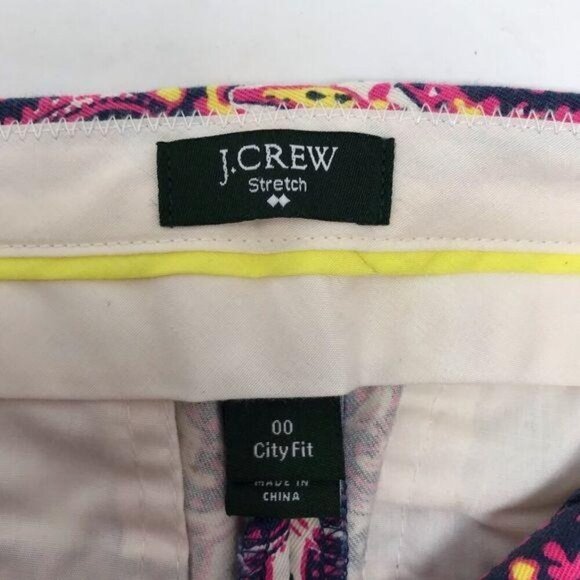 J.CREW
Stretch
00
City Fit
MADE IN
CHINA